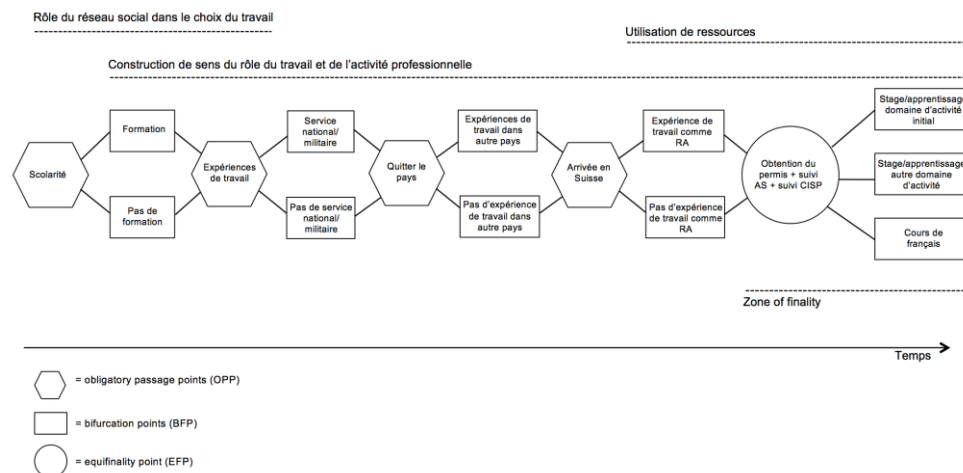 Rôle du réseau social dans le choix du travail
Utilisation de ressources
Construction de sens du rôle du travail et de l'activité professionnelle
Scolarité
Formation
Pas de
formation
Expériences
de travail
Service
national/
militaire
Pas de service
national/
militaire
Quitter le
pays
Expériences de
travail dans
autre pays
Pas d'expérience
de travail dans
autre pays
Arrivée en
Suisse
Expérience de
travail comme
RA
Pas d'expérience
de travail comme
RA
Obtention du
permis + suivi
AS + suivi CISP
Stage/apprentissage
domaine d'activité
initial
Stage/apprentissage
autre domaine
d'activité
Cours de
français
Zone of finality
Temps
= obligatory passage points (OPP)
= bifurcation points (BFP)
= equifinality point (EFP)